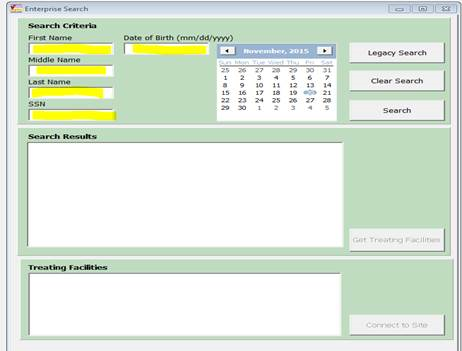 Enterprise Search
Search Criteria
First Name
Date of Birth (mm/dd/yyyy)
Middle Name
Last Name
SSN
November, 2015
Sun Mon Tue Wed Thu Fri Sat
25 26 27 28 29 30 31
1 2 3 4 5 6 7
8 9 10 11 12 13 14
15 16 17 18 19 21
22 23 24 25 26 27 28
29 30 1 2 3 4 5
Legacy Search
Clear Search
Search
Search Results
Get Treating Facilities
Treating Facilities
Connect to Site